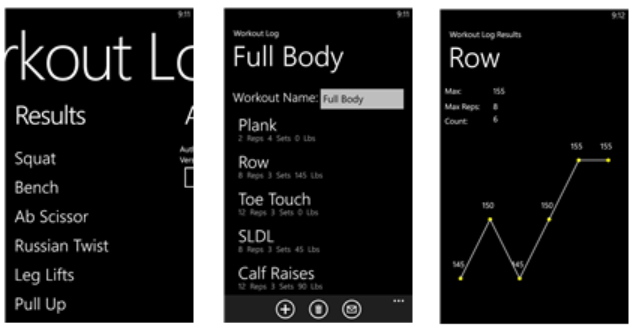 9:11
rkout Lo
Results
Squat
Bench
Ab Scissor
Russian Twist
Leg Lifts
Pull Up
9:11
Workout Log
Full Body
Workout Name: Full Body
Plank
2 Reps 4 Sets 0 Lbs
Row
8 Reps 3 Sets 145 Lbs
Toe Touch
12 Reps 3 Sets 0 Lbs
SLDL
8 Reps 3 Sets 45 Lbs
Calf Raises
12 Reps 3 Sets 90 Lbs
9:12
Workout Log Results
Row
Max: 155
Max Reps: 8
Count: 6
155 155
150 150
145 145